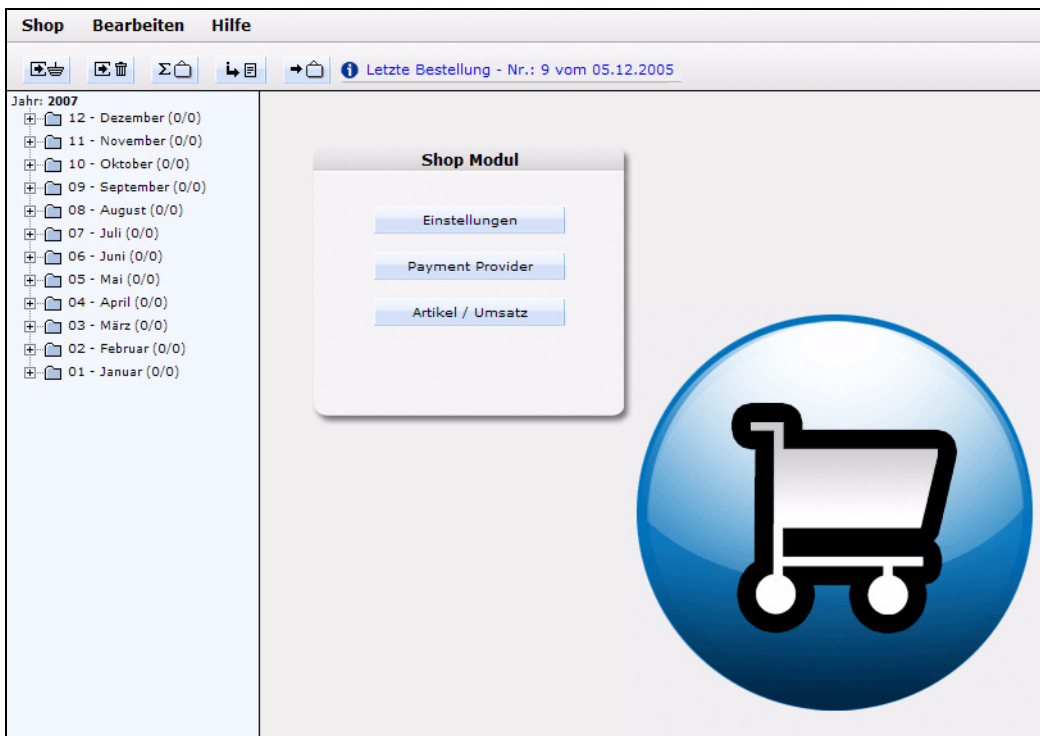 Shop Bearbeiten Hilfe
Letzte Bestellung - Nr.: 9 vom 05.12.2005
Jahr: 2007
12 - Dezember (0/0)
11 - November (0/0)
10 - Oktober (0/0)
09 - September (0/0)
08 - August (0/0)
07 - Juli (0/0)
06 - Juni (0/0)
05 - Mai (0/0)
04 - April (0/0)
03 - März (0/0)
02 - Februar (0/0)
01 - Januar (0/0)
Shop Modul
Einstellungen
Payment Provider
Artikel / Umsatz